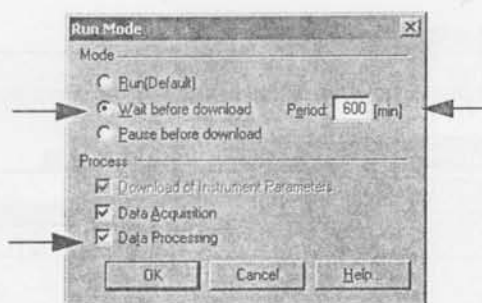 Run Mode
Mode
Run(Default)
Wait before download Period: 600 [min]
Pause before download
Process
Download of Instrument Parameters
Data Acquisition
Data Processing
OK Cancel Help